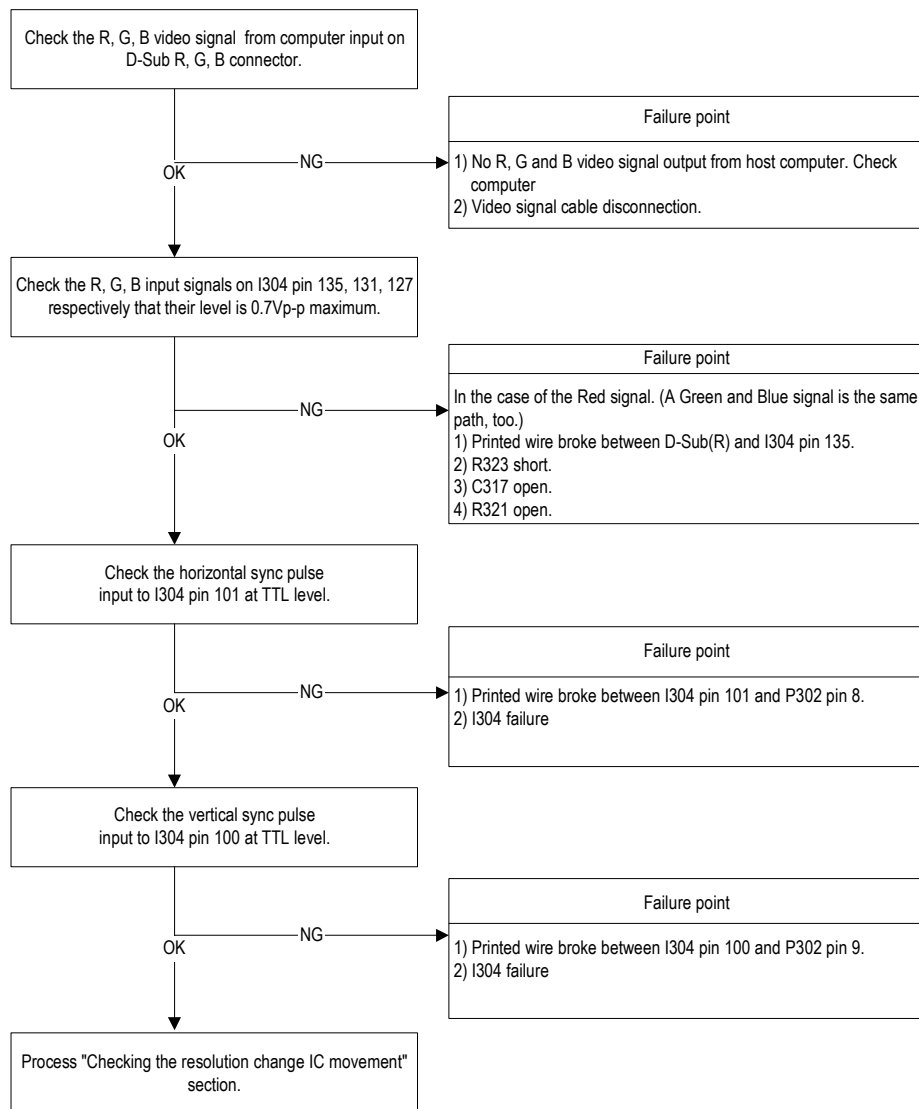 Check the R, G, B video signal from computer input on
D-Sub R, G, B connector.
NG
OK
Failure point
1) No R, G and B video signal output from host computer. Check
computer
2) Video signal cable disconnection.
Check the R, G, B input signals on I304 pin 135, 131, 127
respectively that their level is 0.7Vp-p maximum.
NG
OK
Failure point
In the case of the Red signal. (A Green and Blue signal is the same
path, too.)
1) Printed wire broke between D-Sub(R) and I304 pin 135.
2) R323 short.
3) C317 open.
4) R321 open.
Check the horizontal sync pulse
input to I304 pin 101 at TTL level.
NG
OK
Failure point
1) Printed wire broke between I304 pin 101 and P302 pin 8.
2) I304 failure
Check the vertical sync pulse
input to I304 pin 100 at TTL level.
NG
OK
Failure point
1) Printed wire broke between I304 pin 100 and P302 pin 9.
2) I304 failure
Process "Checking the resolution change IC movement"
section.